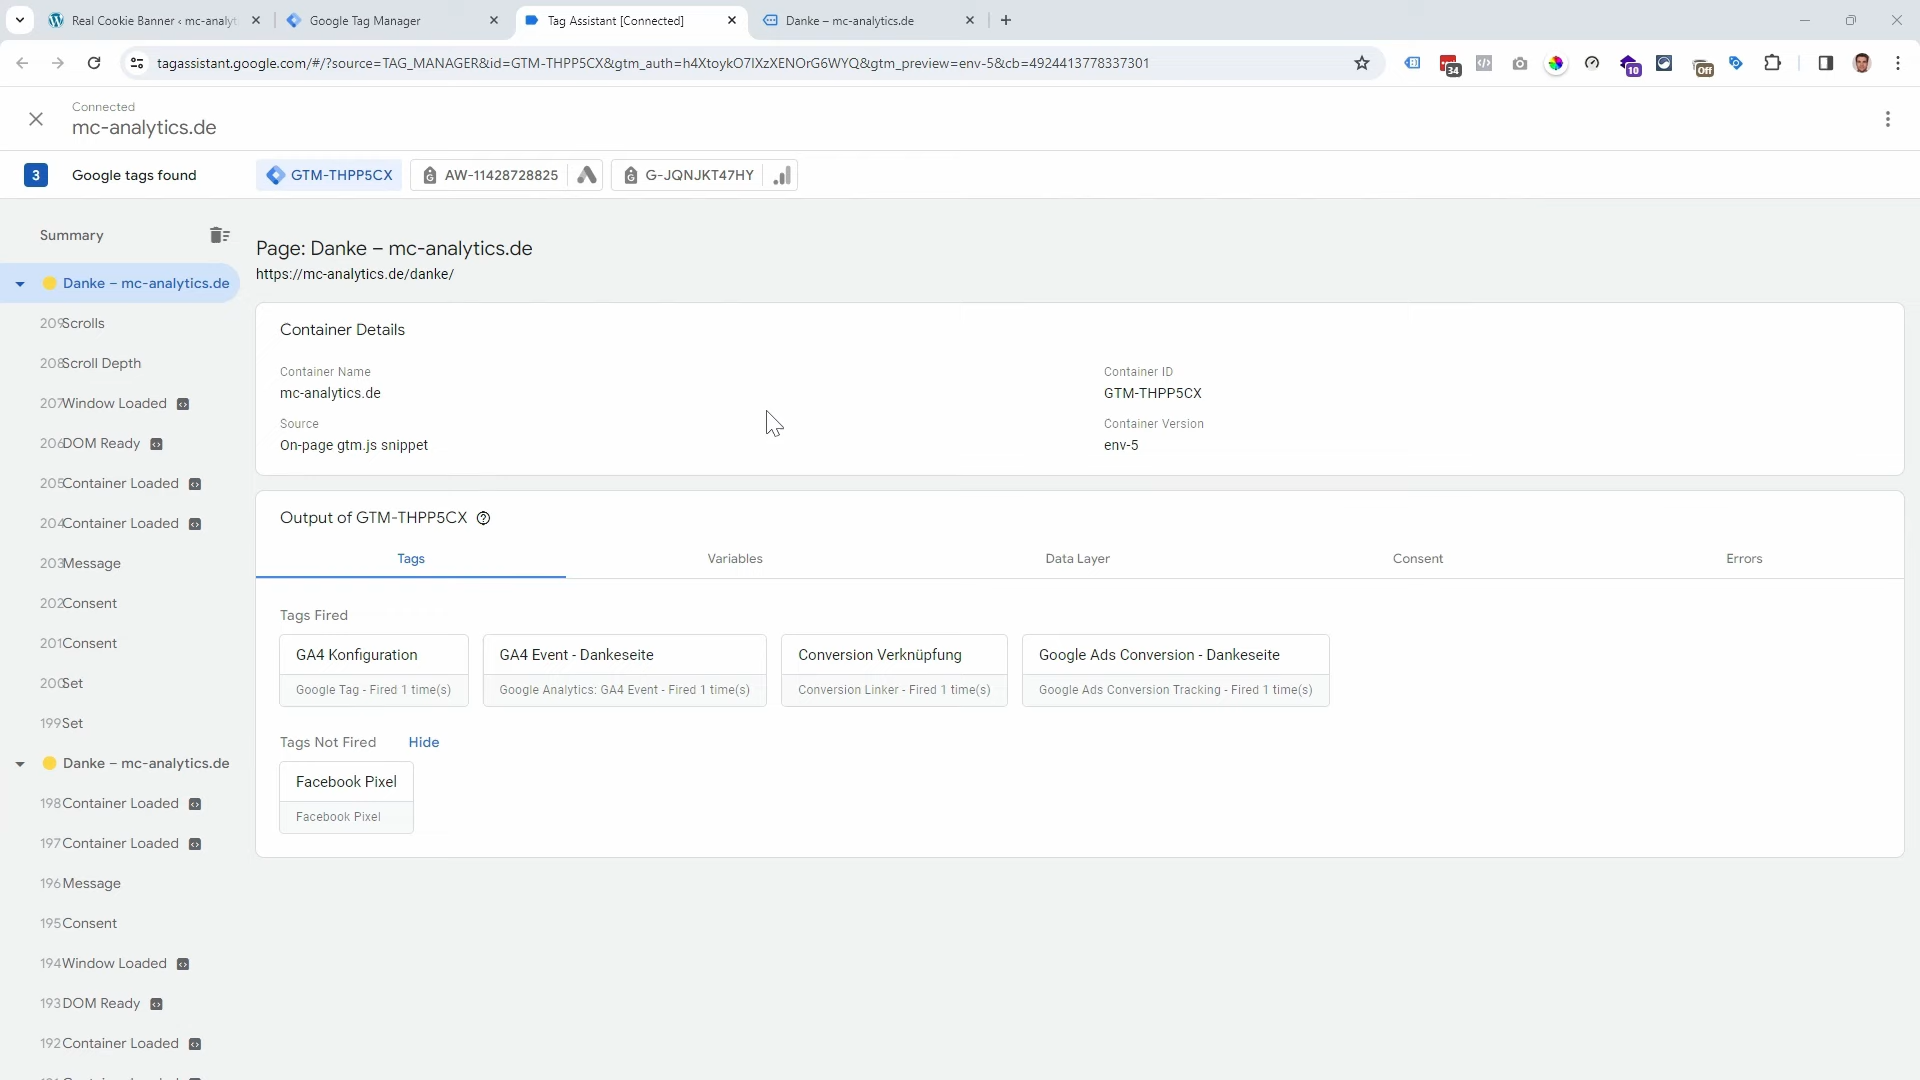 Real Cookie Banner ‹ mc-analyt
Google Tag Manager
Tag Assistant [Connected]
Danke – mc-analytics.de
tagassistant.google.com/#/?source=TAG_MANAGER&id=GTM-THPP5CX&gtm_auth=h4XtoykO7IXzXENOrG6WYQ&gtm_preview=env-5&cb=4924413778337301
34
10
Off
Connected
mc-analytics.de
3
Google tags found
GTM-THPP5CX
AW-11428728825
G-JQNJKT47HY
Summary
Danke – mc-analytics.de
209 Scrolls
208 Scroll Depth
207 Window Loaded
206 DOM Ready
205 Container Loaded
204 Container Loaded
203 Message
202 Consent
201 Consent
200 Set
199 Set
Danke – mc-analytics.de
198 Container Loaded
197 Container Loaded
196 Message
195 Consent
194 Window Loaded
193 DOM Ready
192 Container Loaded
Page: Danke – mc-analytics.de
https://mc-analytics.de/danke/
Container Details
Container Name
mc-analytics.de
Container ID
GTM-THPP5CX
Source
On-page gtm.js snippet
Container Version
env-5
Output of GTM-THPP5CX
Tags
Variables
Data Layer
Consent
Errors
Tags Fired
GA4 Konfiguration
Google Tag - Fired 1 time(s)
GA4 Event - Dankeseite
Google Analytics: GA4 Event - Fired 1 time(s)
Conversion Verknüpfung
Conversion Linker - Fired 1 time(s)
Google Ads Conversion - Dankeseite
Google Ads Conversion Tracking - Fired 1 time(s)
Tags Not Fired
Hide
Facebook Pixel
Facebook Pixel